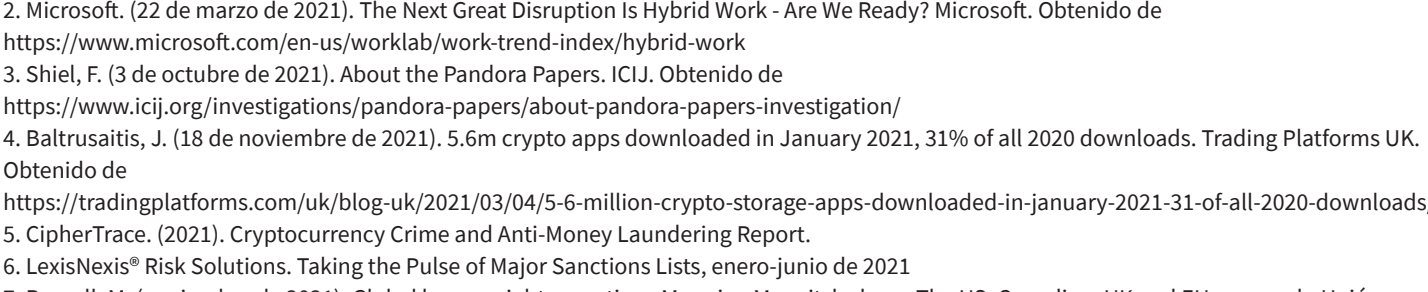 2. Microsoft. (22 de marzo de 2021). The Next Great Disruption Is Hybrid Work - Are We Ready? Microsoft. Obtenido de
https://www.microsoft.com/en-us/worklab/work-trend-index/hybrid-work
3. Shiel, F. (3 de octubre de 2021). About the Pandora Papers. ICIJ. Obtenido de
https://www.icij.org/investigations/pandora-papers/about-pandora-papers-investigation/
4. Baltrusaitis, J. (18 de noviembre de 2021). 5.6m crypto apps downloaded in January 2021, 31% of all 2020 downloads. Trading Platforms UK.
Obtenido de
https://tradingplatforms.com/uk/blog-uk/2021/03/04/5-6-million-crypto-storage-apps-downloaded-in-january-2021-31-of-all-2020-downloads
5. CipherTrace. (2021). Cryptocurrency Crime and Anti-Money Laundering Report.
6. LexisNexis® Risk Solutions. Taking the Pulse of Major Sanctions Lists, enero-junio de 2021